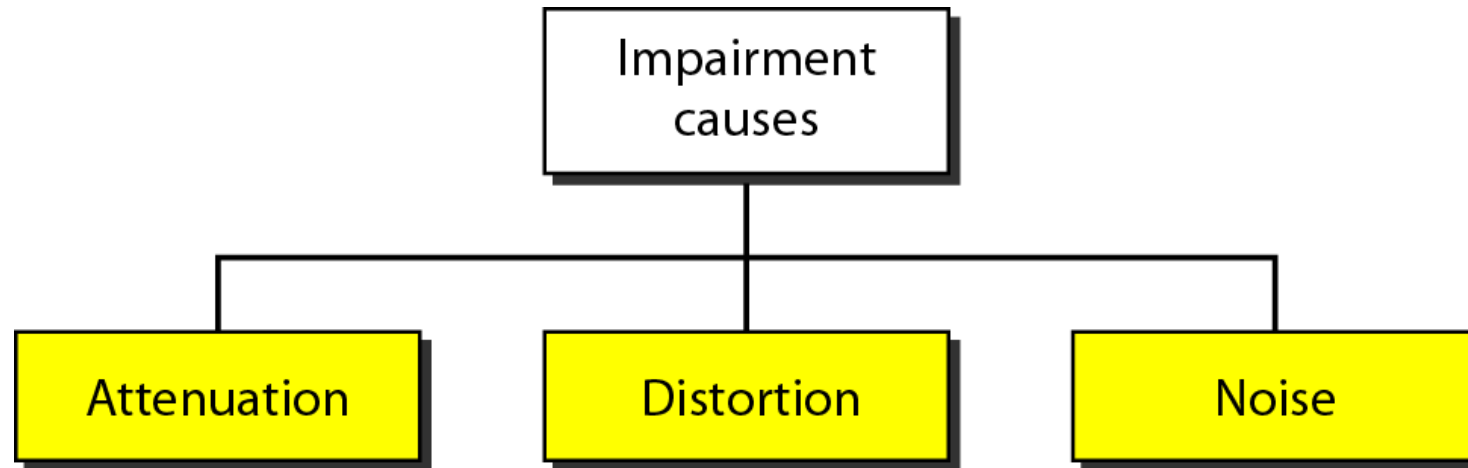 Impairment
causes
Attenuation
Distortion
Noise